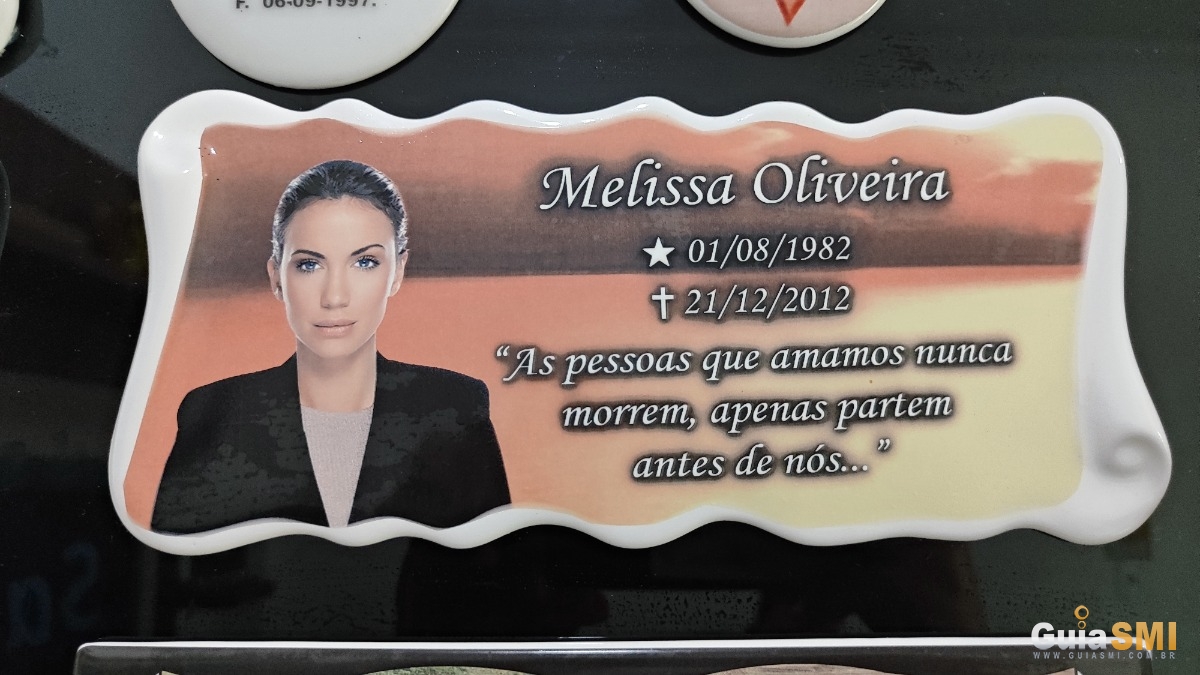 F. 06-09-1997.
Melissa Oliveira
★ 01/08/1982
✝ 21/12/2012
“As pessoas que amamos nunca
morrem, apenas partem
antes de nós...”
GuiaSMI
WWW.GUIASMI.COM.BR